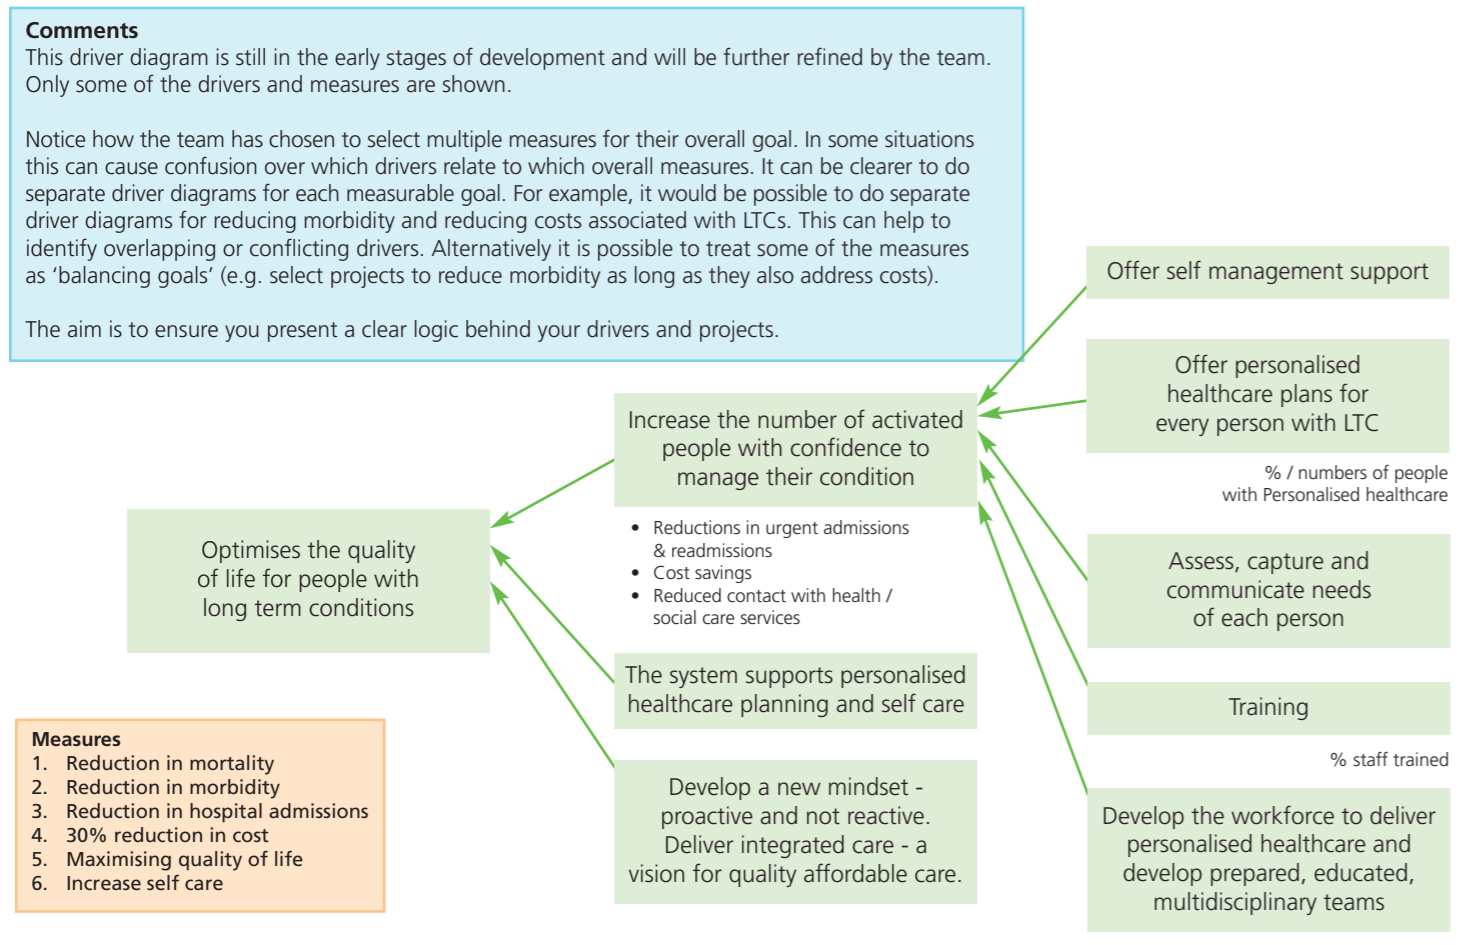 Comments
This driver diagram is still in the early stages of development and will be further refined by the team.
Only some of the drivers and measures are shown.
Notice how the team has chosen to select multiple measures for their overall goal. In some situations
this can cause confusion over which drivers relate to which overall measures. It can be clearer to do
separate driver diagrams for each measurable goal. For example, it would be possible to do separate
driver diagrams for reducing morbidity and reducing costs associated with LTCs. This can help to
identify overlapping or conflicting drivers. Alternatively it is possible to treat some of the measures
as ‘balancing goals’ (e.g. select projects to reduce morbidity as long as they also address costs).
The aim is to ensure you present a clear logic behind your drivers and projects.
Optimises the quality
of life for people with
long term conditions
Measures
1. Reduction in mortality
2. Reduction in morbidity
3. Reduction in hospital admissions
4. 30% reduction in cost
5. Maximising quality of life
6. Increase self care
Increase the number of activated
people with confidence to
manage their condition
• Reductions in urgent admissions
& readmissions
• Cost savings
• Reduced contact with health /
social care services
The system supports personalised
healthcare planning and self care
Develop a new mindset -
proactive and not reactive.
Deliver integrated care - a
vision for quality affordable care.
Offer self management support
Offer personalised
healthcare plans for
every person with LTC
% / numbers of people
with Personalised healthcare
Assess, capture and
communicate needs
of each person
Training
% staff trained
Develop the workforce to deliver
personalised healthcare and
develop prepared, educated,
multidisciplinary teams